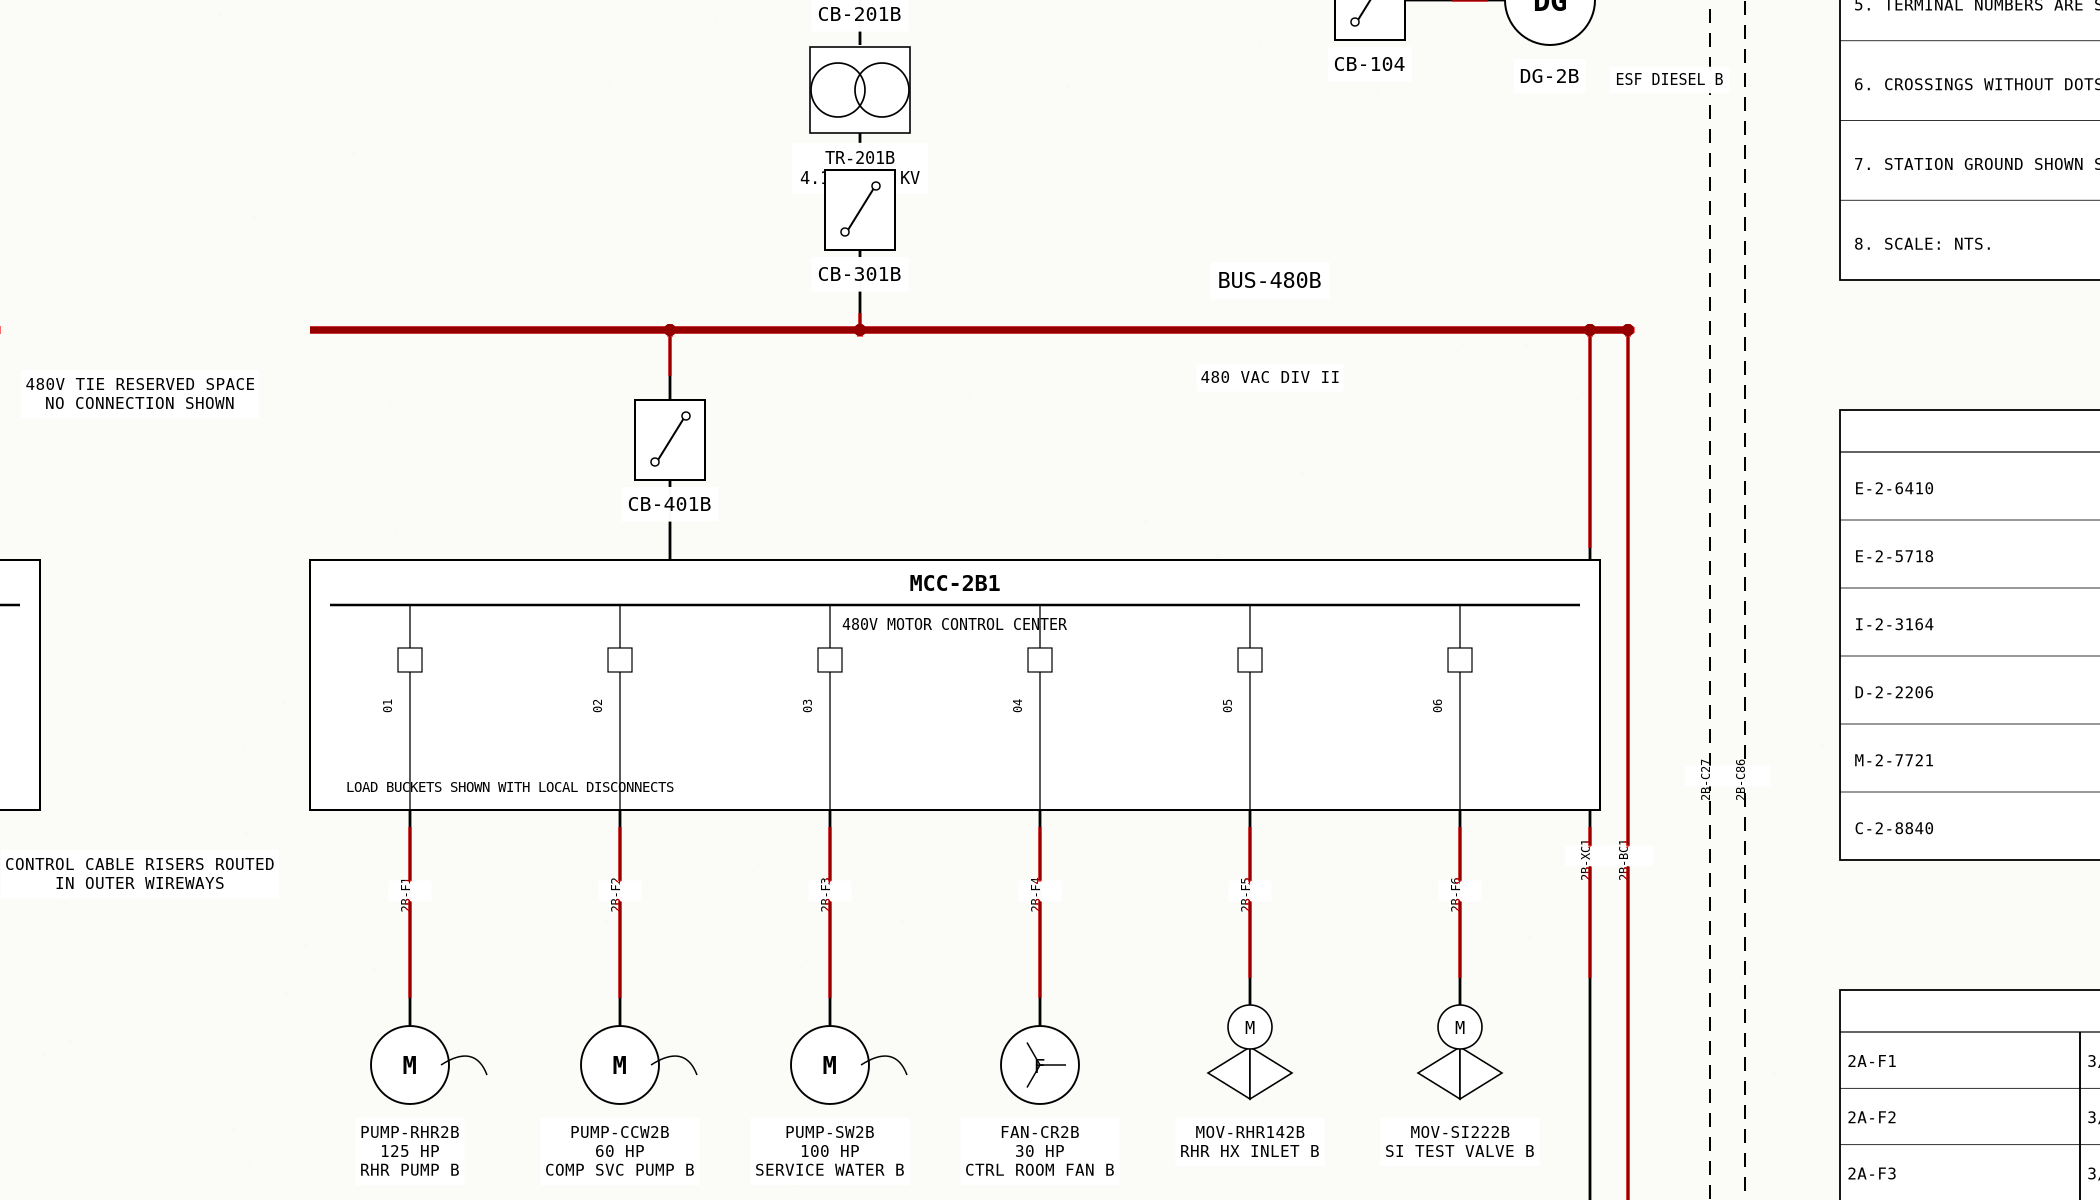 CB-201B
TR-201B
4.1
KV
CB-301B
CB-104
DG
DG-2B
ESF DIESEL B
BUS-480B
480 VAC DIV II
480V TIE RESERVED SPACE
NO CONNECTION SHOWN
CB-401B
MCC-2B1
480V MOTOR CONTROL CENTER
01
02
03
04
05
06
LOAD BUCKETS SHOWN WITH LOCAL DISCONNECTS
CONTROL CABLE RISERS ROUTED
IN OUTER WIREWAYS
2B-F1
2B-F2
2B-F3
2B-F4
2B-F5
2B-F6
2B-XC1
2B-BC1
2B-C27
2B-C86
M
M
M
F
M
M
PUMP-RHR2B
125 HP
RHR PUMP B
PUMP-CCW2B
60 HP
COMP SVC PUMP B
PUMP-SW2B
100 HP
SERVICE WATER B
FAN-CR2B
30 HP
CTRL ROOM FAN B
MOV-RHR142B
RHR HX INLET B
MOV-SI222B
SI TEST VALVE B
5. TERMINAL NUMBERS ARE S
6. CROSSINGS WITHOUT DOTS
7. STATION GROUND SHOWN S
8. SCALE: NTS.
E-2-6410
E-2-5718
I-2-3164
D-2-2206
M-2-7721
C-2-8840
2A-F1
3/
2A-F2
3/
2A-F3
3/